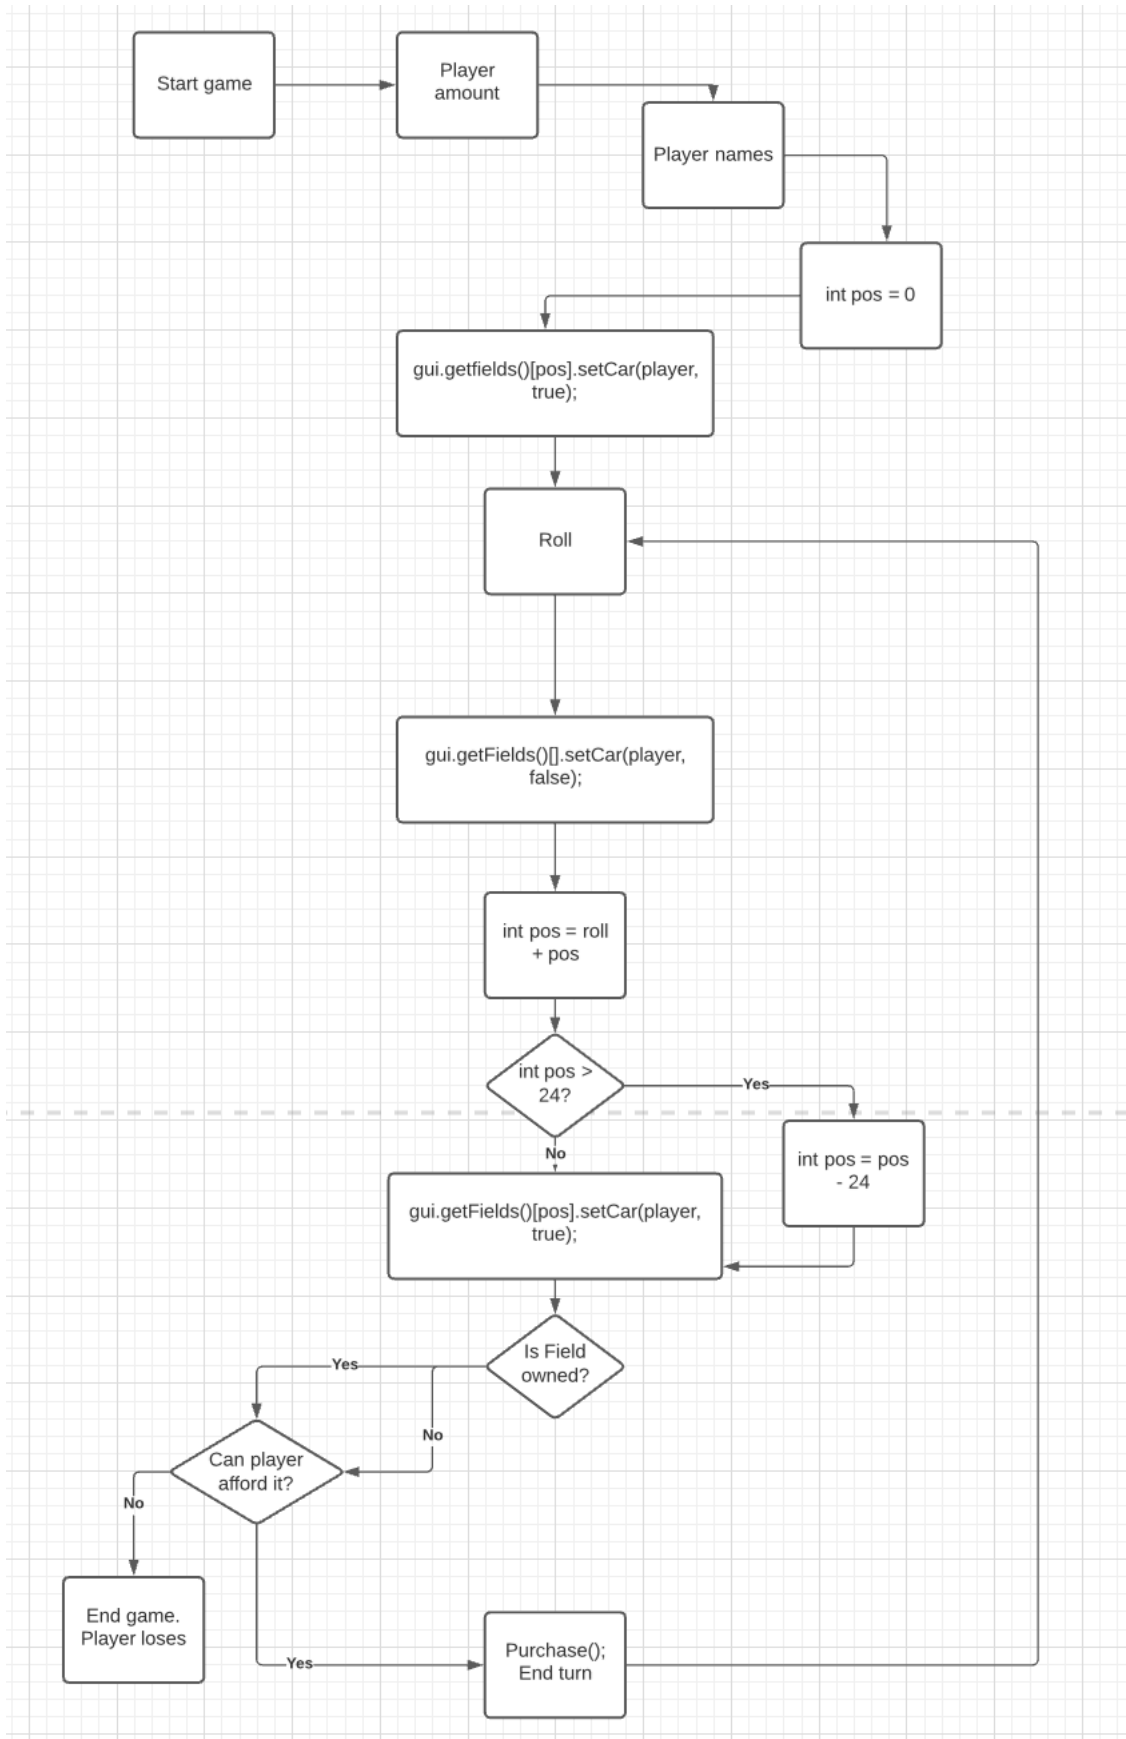 Start game
Player
amount
Player names
int pos = 0
gui.getfields()[pos].setCar(player,
true);
Roll
gui.getFields()[].setCar(player,
false);
int pos = roll
+ pos
int pos >
24?
Yes
No
int pos = pos
- 24
gui.getFields()[pos].setCar(player,
true);
Is Field
owned?
Yes
No
Can player
afford it?
No
End game.
Player loses
Yes
Purchase();
End turn